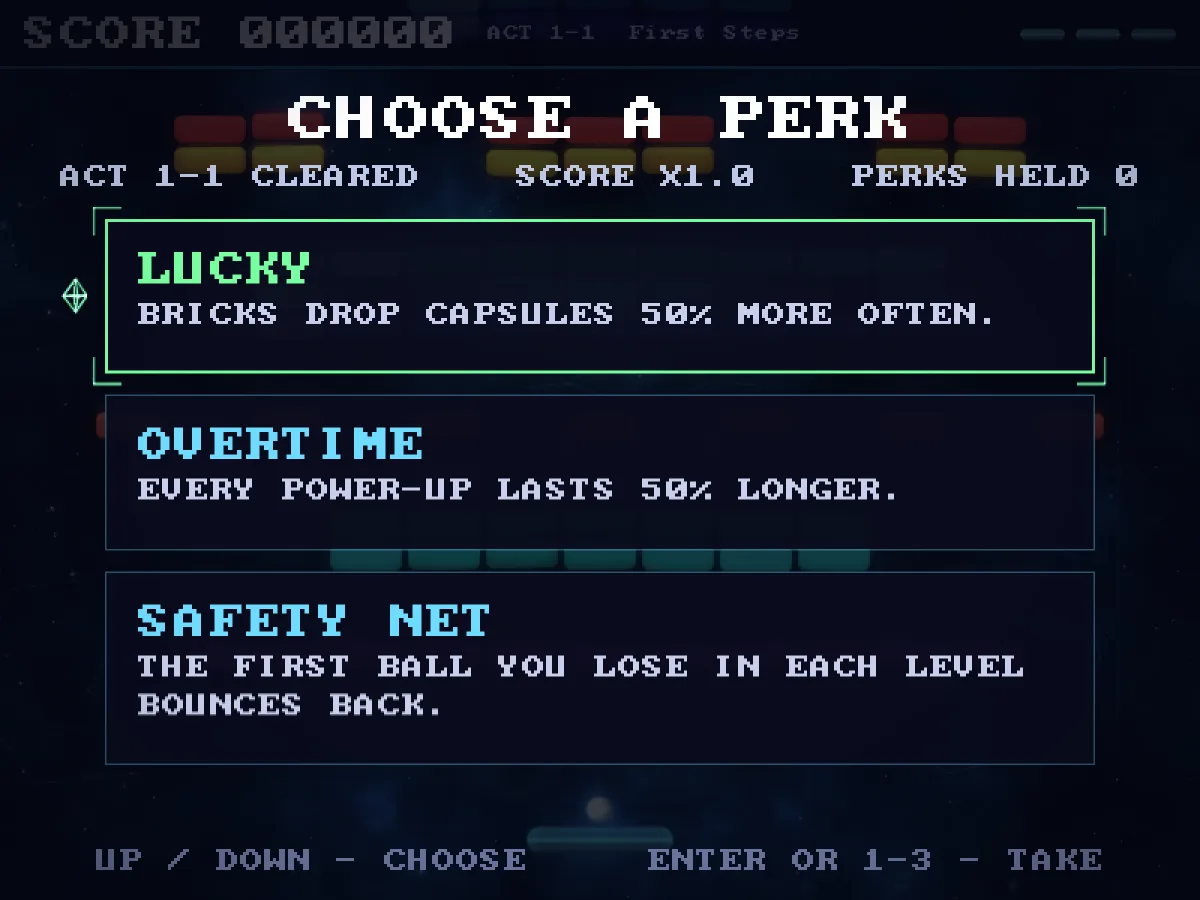 SCORE 000000 ACT 1-1 First Steps
CHOOSE A PERK
ACT 1-1 CLEARED SCORE X1.0 PERKS HELD 0
LUCKY
BRICKS DROP CAPSULES 50% MORE OFTEN.
OVERTIME
EVERY POWER-UP LASTS 50% LONGER.
SAFETY NET
THE FIRST BALL YOU LOSE IN EACH LEVEL
BOUNCES BACK.
UP / DOWN - CHOOSE ENTER OR 1-3 - TAKE